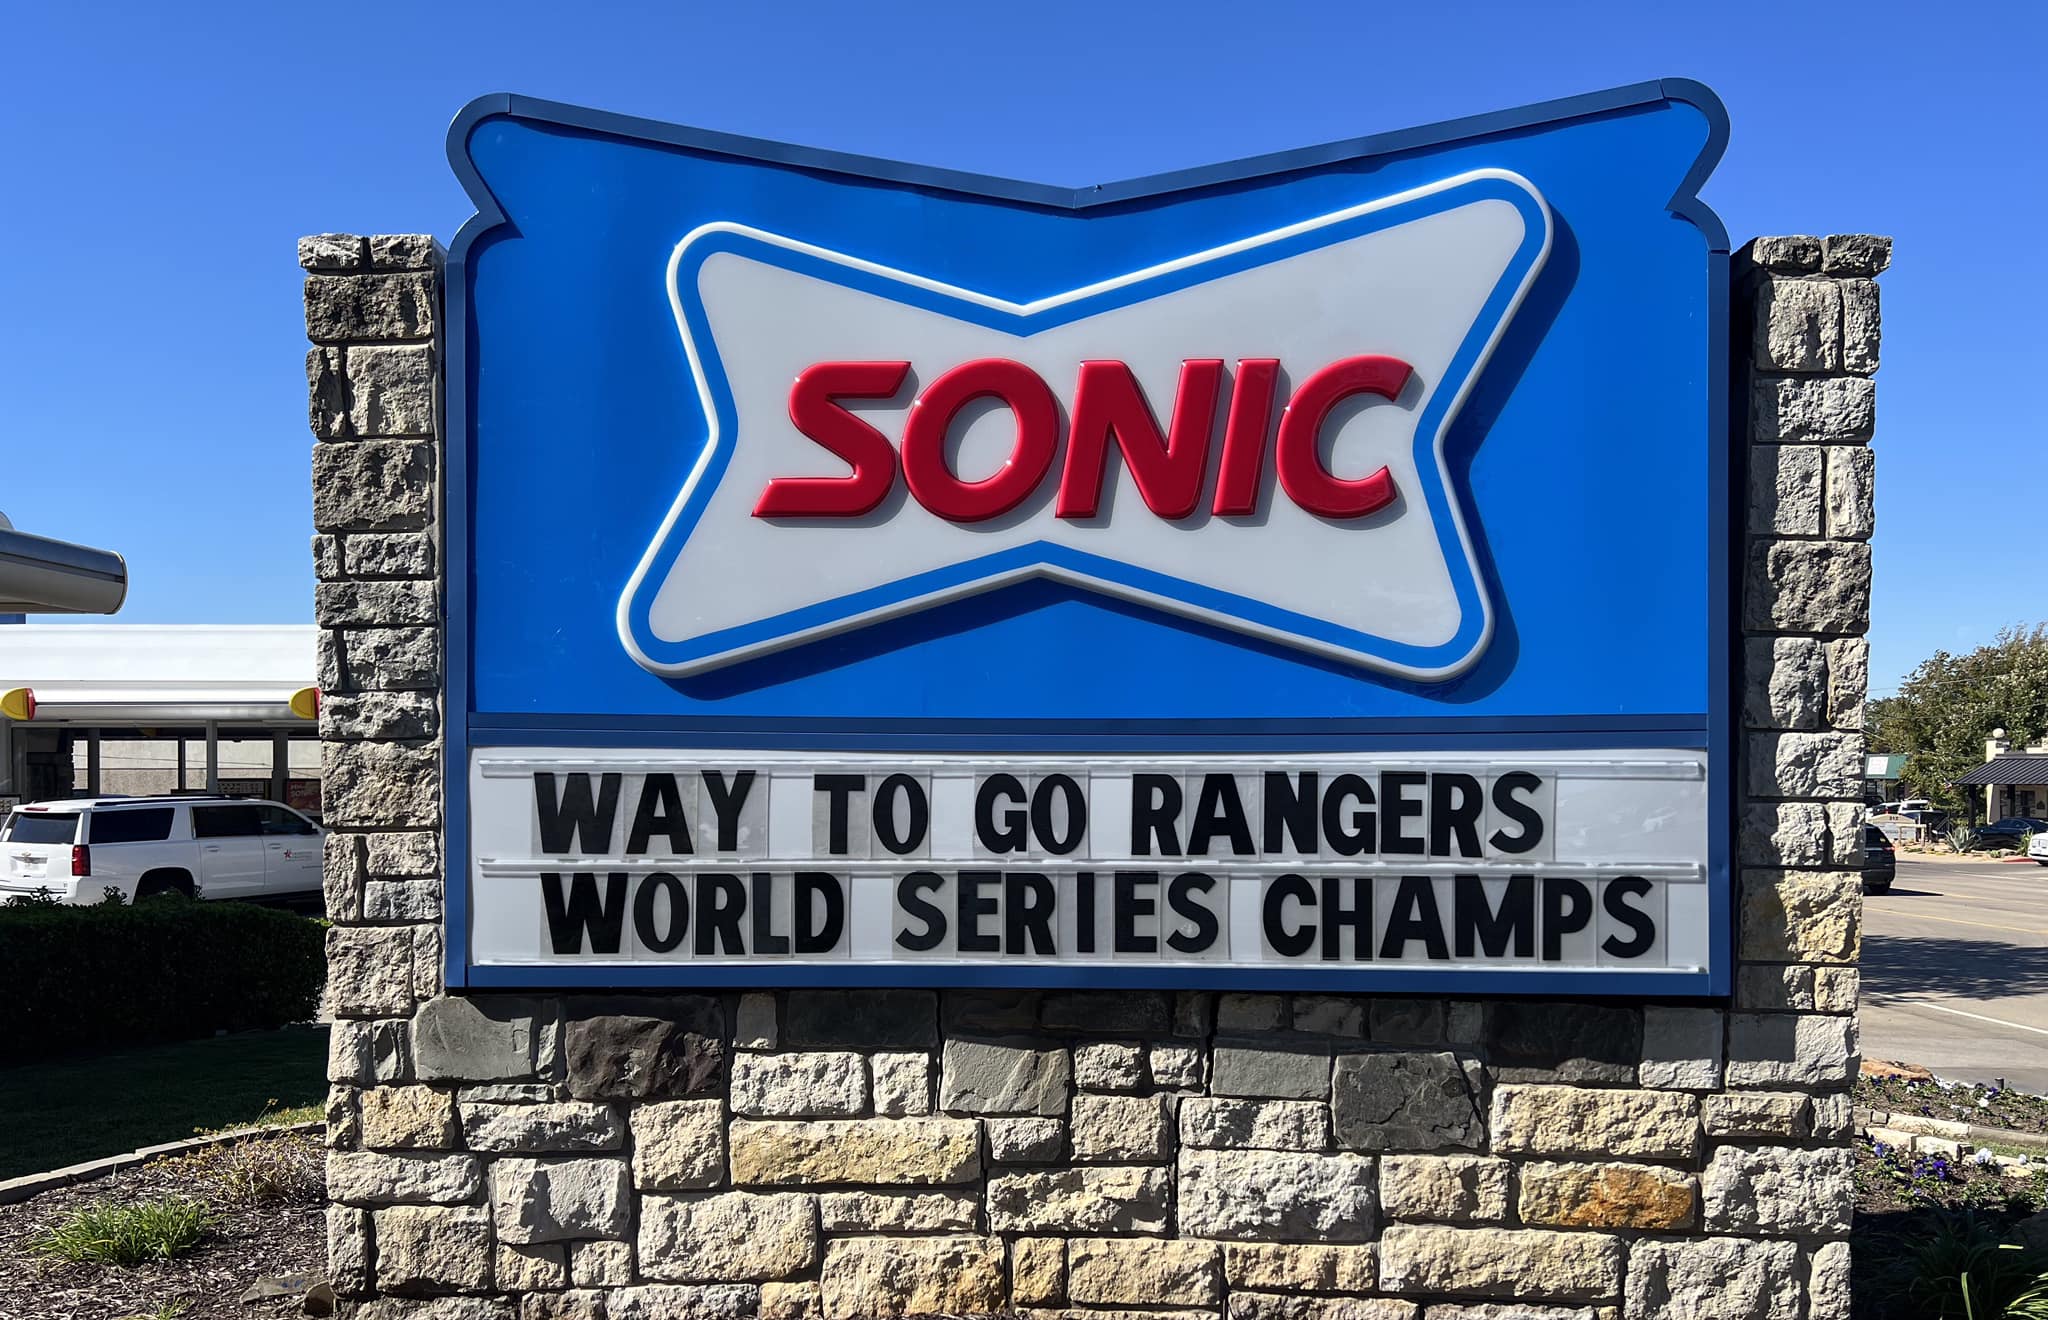 SONIC
WAY TO GO RANGERS
WORLD SERIES CHAMPS